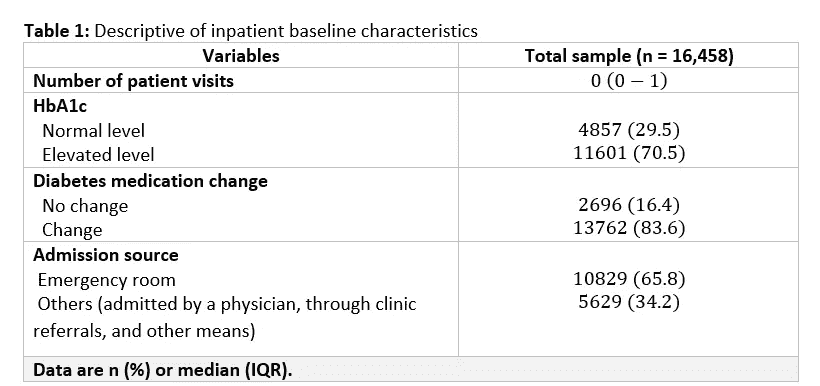 Table 1: Descriptive of inpatient baseline characteristics
Variables Total sample (n = 16,458)
Number of patient visits 0 (0 − 1)
HbA1c
Normal level 4857 (29.5)
Elevated level 11601 (70.5)
Diabetes medication change
No change 2696 (16.4)
Change 13762 (83.6)
Admission source
Emergency room 10829 (65.8)
Others (admitted by a physician, through clinic 5629 (34.2)
referrals, and other means)
Data are n (%) or median (IQR).